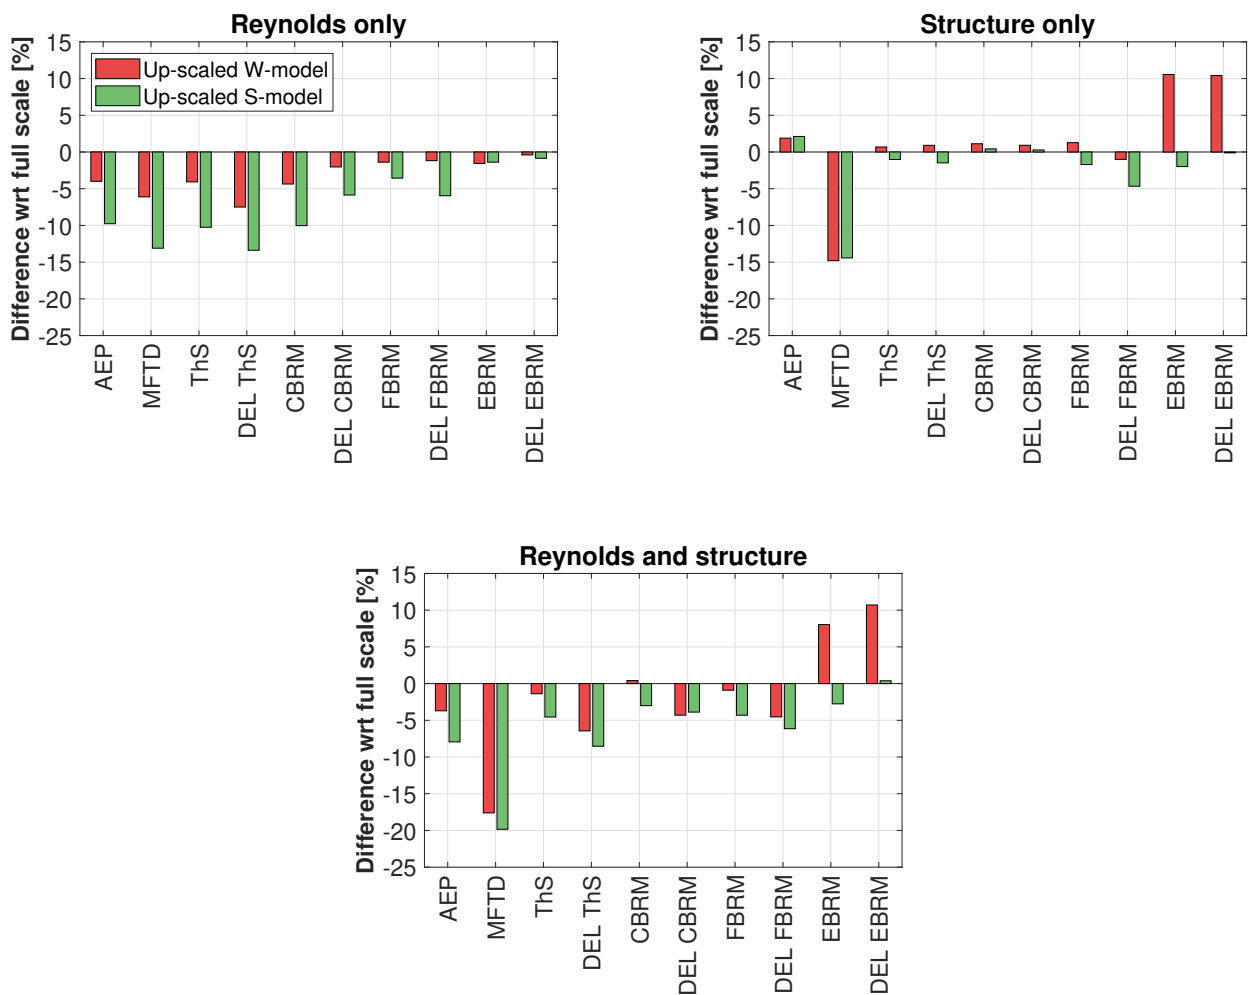 Reynolds only
Difference wrt full scale [%]
15
10
5
0
-5
-10
-15
-20
-25
Up-scaled W-model
Up-scaled S-model
AEP
MFTD
ThS
DEL ThS
CBRM
DEL CBRM
FBRM
DEL FBRM
EBRM
DEL EBRM
Structure only
Difference wrt full scale [%]
15
10
5
0
-5
-10
-15
-20
-25
AEP
MFTD
ThS
DEL ThS
CBRM
DEL CBRM
FBRM
DEL FBRM
EBRM
DEL EBRM
Reynolds and structure
Difference wrt full scale [%]
15
10
5
0
-5
-10
-15
-20
-25
AEP
MFTD
ThS
DEL ThS
CBRM
DEL CBRM
FBRM
DEL FBRM
EBRM
DEL EBRM